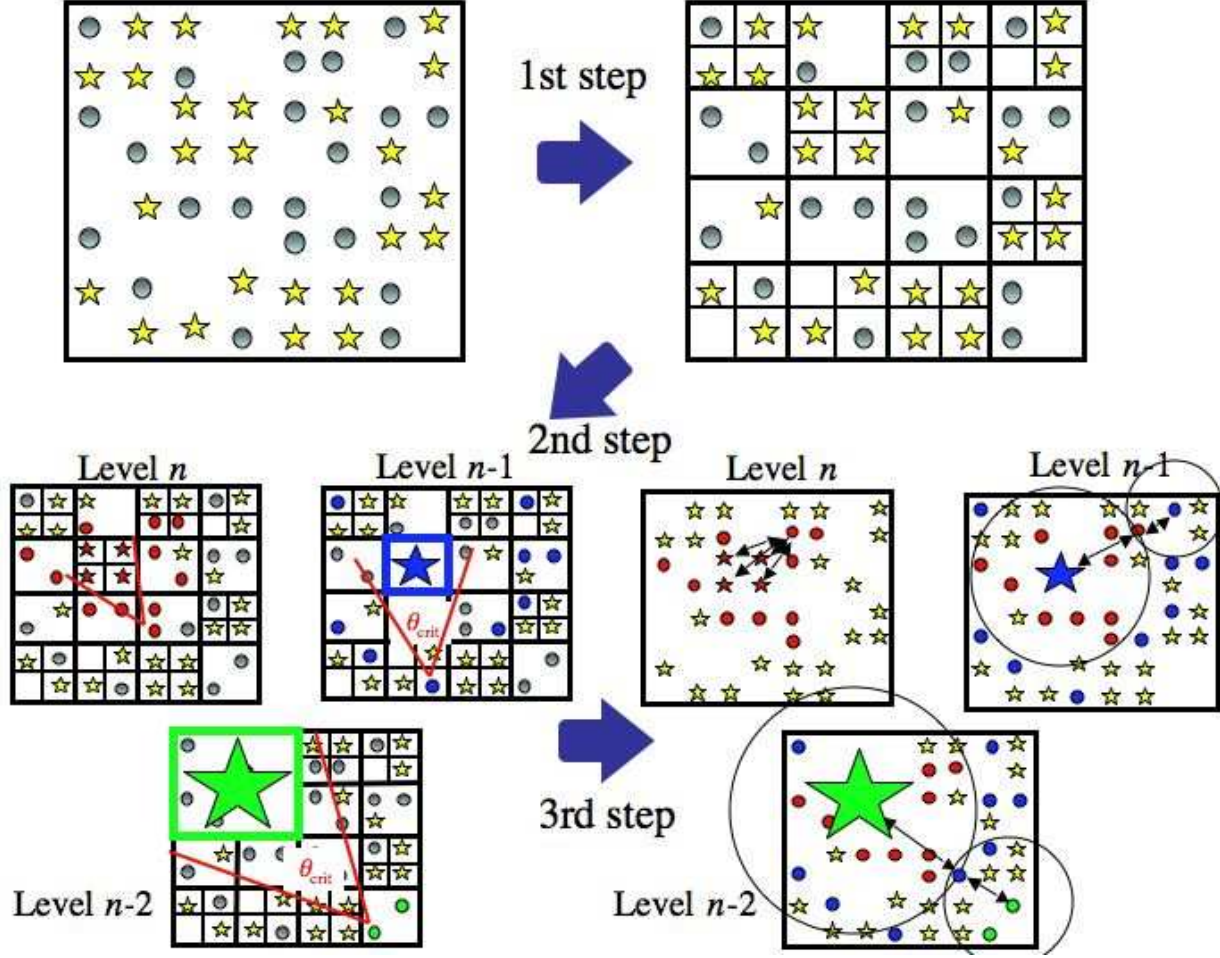 1st step
2nd step
Level n
Level n-1
Level n
Level n-1
θcrit
3rd step
θcrit
Level n-2
Level n-2